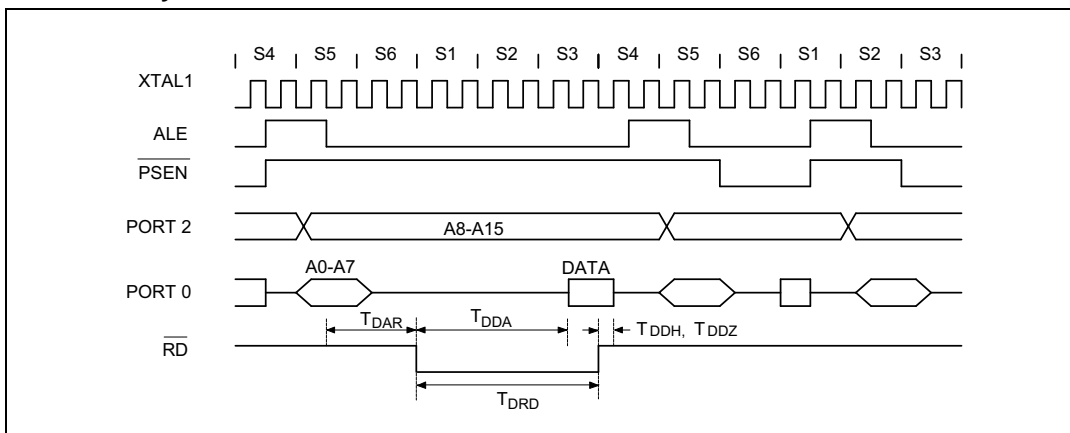 S4 S5 S6 S1 S2 S3 S4 S5 S6 S1 S2 S3
XTAL1
ALE
PSEN
PORT 2 A8-A15
A0-A7 DATA
PORT 0
TDAR TDDA TDDH, TDDZ
RD
TDRD